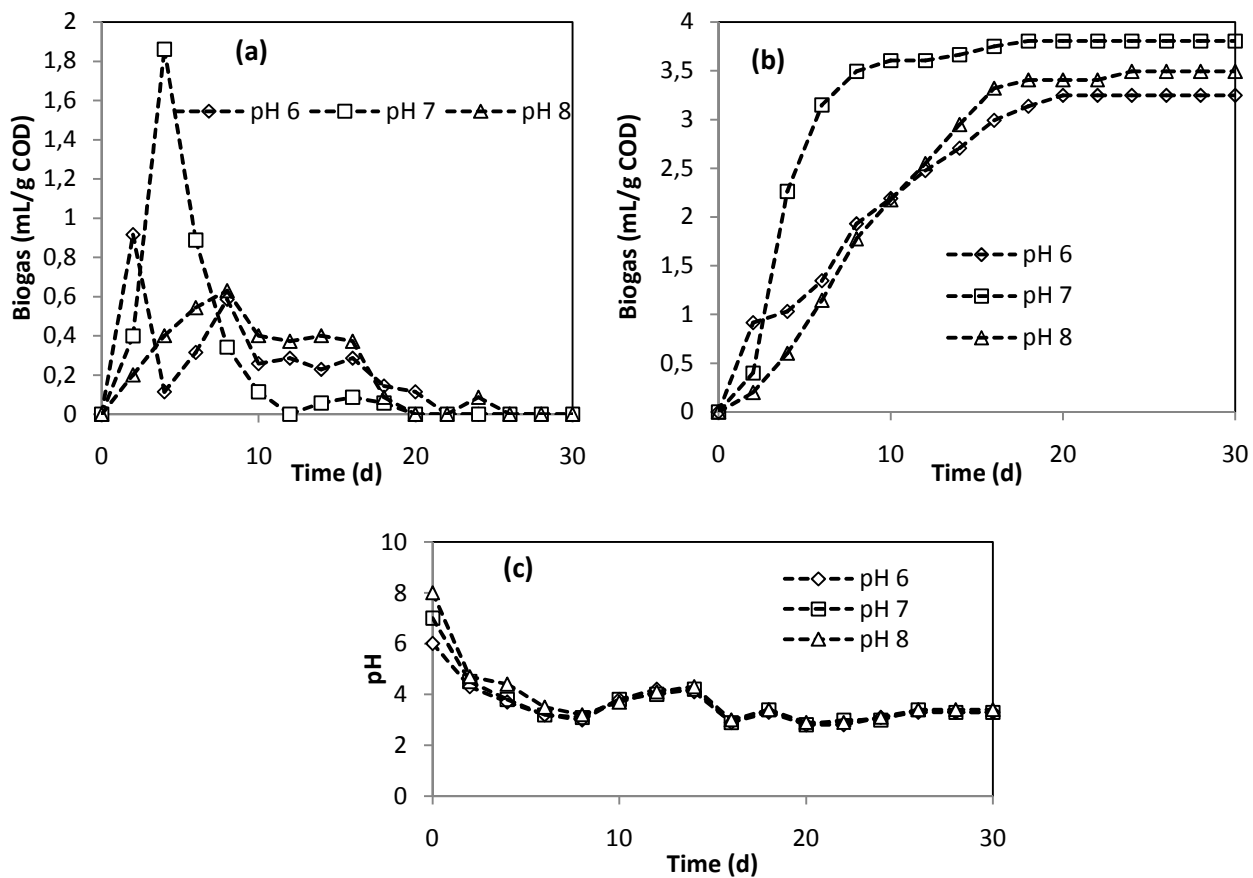 (a)
Biogas (mL/g COD)
2
1,8
1,6
1,4
1,2
1
0,8
0,6
0,4
0,2
0
pH 6 pH 7 pH 8
0 10 20 30
Time (d)
(b)
Biogas (mL/g COD)
4
3,5
3
2,5
2
1,5
1
0,5
0
pH 6
pH 7
pH 8
0 10 20 30
Time (d)
(c)
pH
10
8
6
4
2
0
pH 6
pH 7
pH 8
0 10 20 30
Time (d)